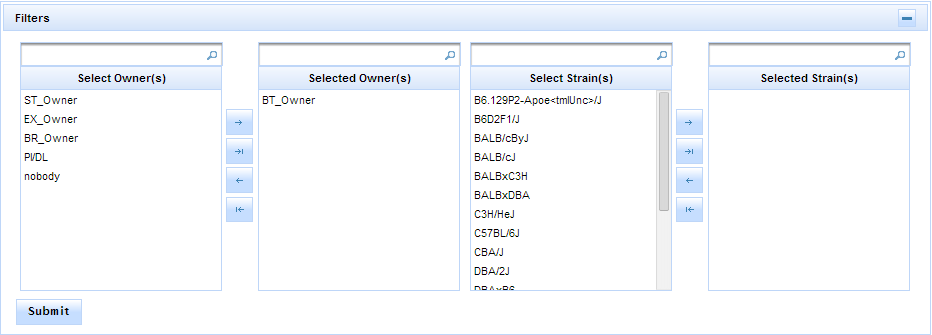 Filters
Select Owner(s)
ST_Owner
EX_Owner
BR_Owner
PI/DL
nobody
Selected Owner(s)
BT_Owner
Select Strain(s)
B6.129P2-Apoe<tmlUnc>/J
B6D2F1/J
BALB/cByJ
BALB/cJ
BALBxC3H
BALBxDBA
C3H/HeJ
C57BL/6J
CBA/J
DBA/2J
DBAxB6
Selected Strain(s)
Submit